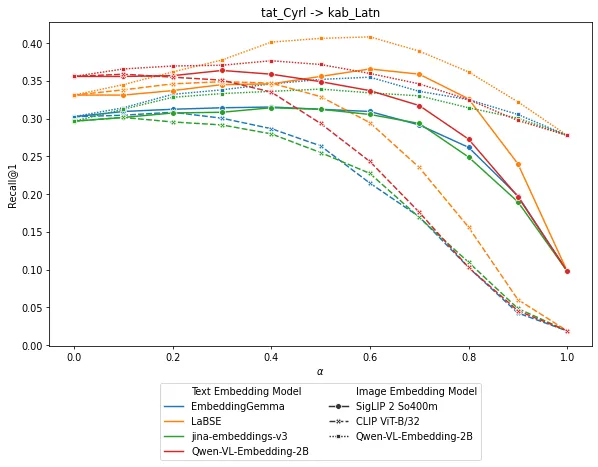 tat_Cyrl -> kab_Latn
Recall@1
0.40
0.35
0.30
0.25
0.20
0.15
0.10
0.05
0.00
0.0 0.2 0.4 0.6 0.8 1.0
α
Text Embedding Model Image Embedding Model
EmbeddingGemma SigLIP 2 So400m
LaBSE CLIP ViT-B/32
jina-embeddings-v3 Qwen-VL-Embedding-2B
Qwen-VL-Embedding-2B